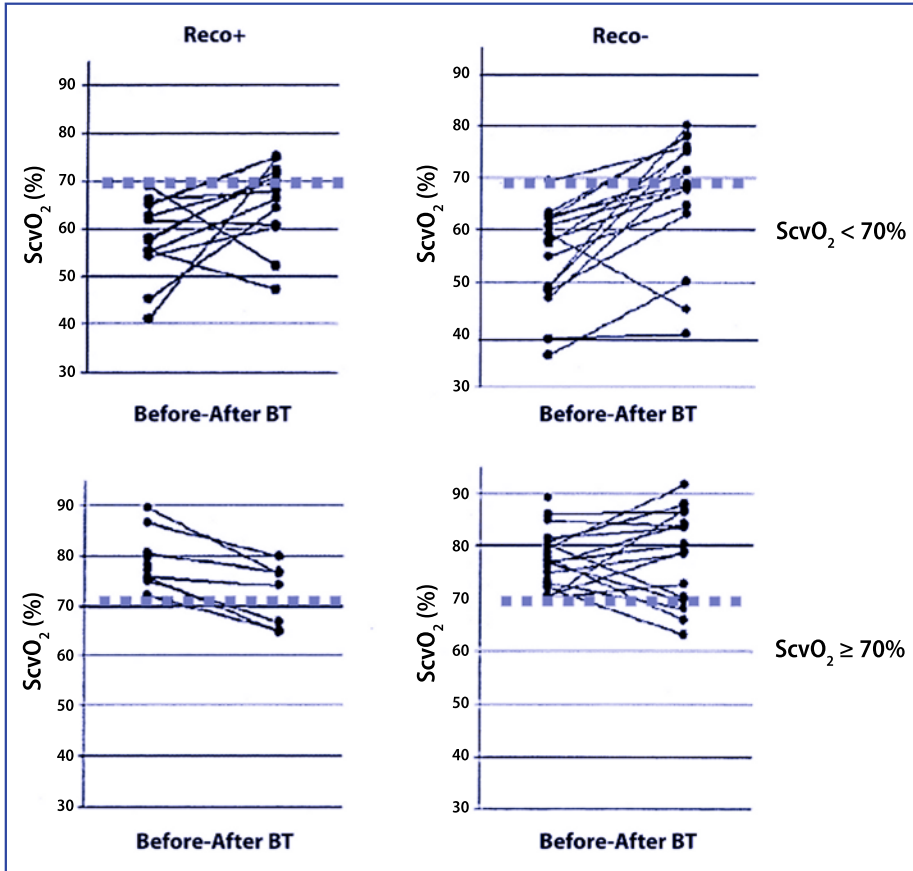 Reco+
90
80
70
60
50
40
30
ScvO₂ (%)
Before-After BT
Reco-
90
80
70
60
50
40
30
ScvO₂ (%)
Before-After BT
ScvO₂ < 70%
90
80
70
60
50
40
30
ScvO₂ (%)
Before-After BT
90
80
70
60
50
40
30
ScvO₂ (%)
Before-After BT
ScvO₂ ≥ 70%